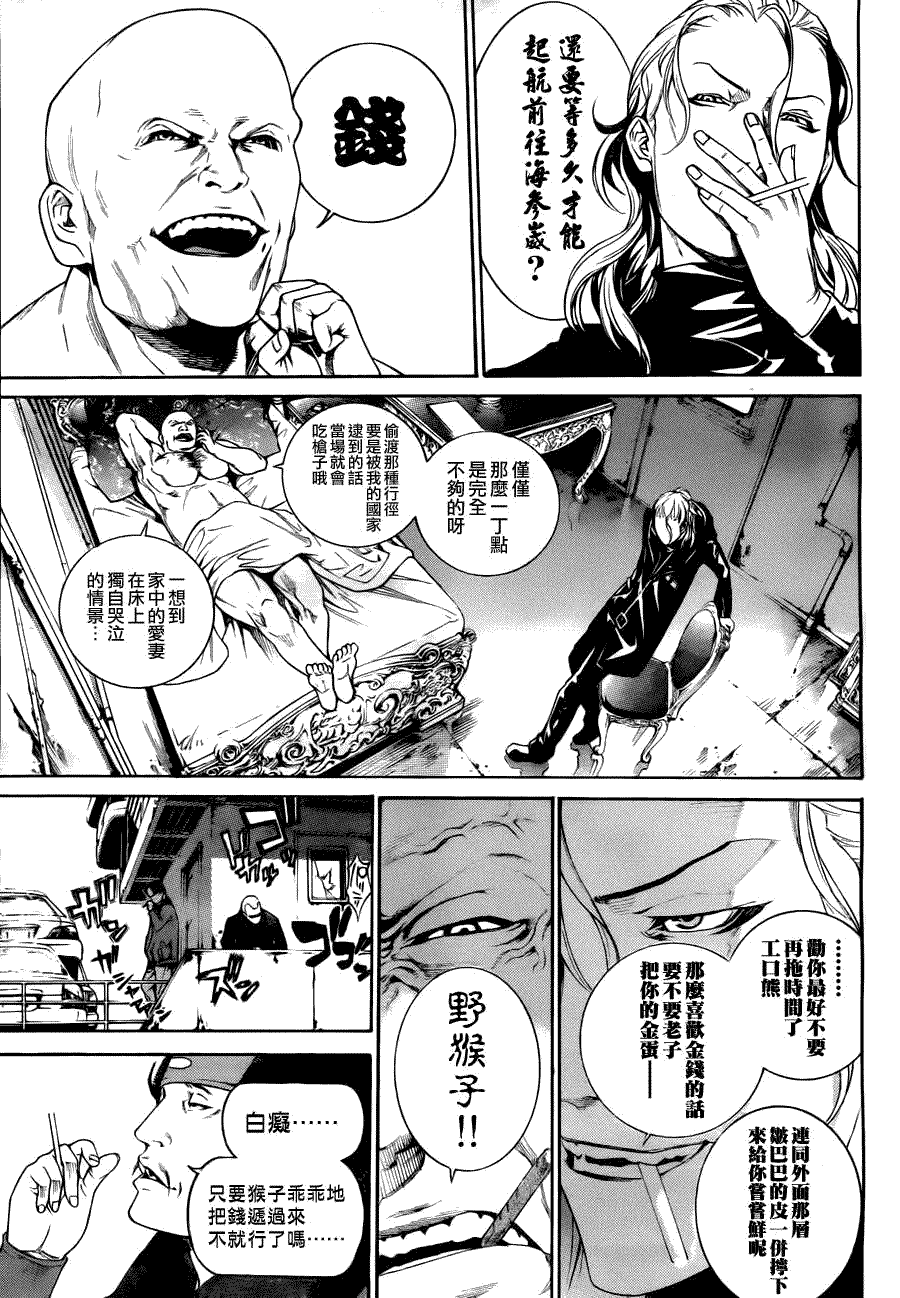 還要等多久才能
起航前往海參崴?
錢
僅僅
那麼一丁點
是完全
不夠的呀
偷渡那種行徑
要是被我的國家
逮到的話
當場就會
吃槍子哦
一想到
家中的愛妻
在床上
獨自哭泣
的情景…
………
勸你最好不要
再拖時間了
工口熊
那麼喜歡金錢的話
要不要老子
把你的金蛋——
連同外面那層
皺巴巴的皮一併擰下
來給你嘗嘗鮮呢
野猴子!!
白癡……
只要猴子乖乖地
把錢遞過來
不就行了嗎……